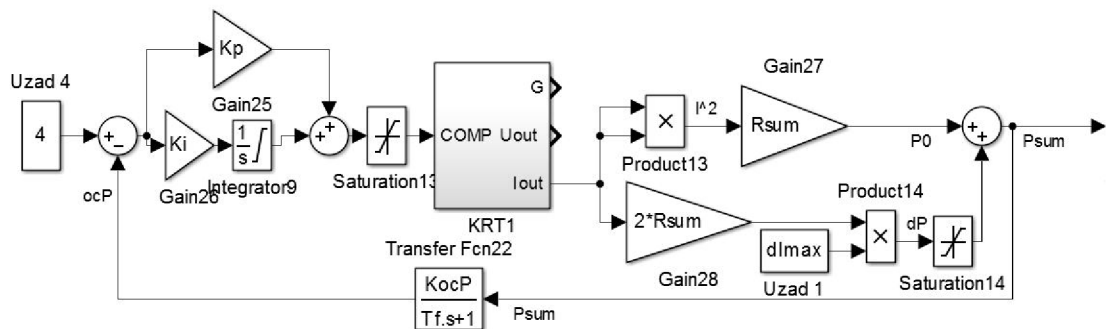 Uzad 4
4
+
−
ocP
Kp
Gain25
Ki
Gain26
1
s
Integrator9
+
+
Saturation13
COMP
G
Uout
Iout
KRT1
×
Product13
I^2
Gain27
Rsum
P0
+
+
Psum
2*Rsum
Gain28
dImax
Uzad 1
Product14
×
dP
Saturation14
Transfer Fcn22
KocP
Tf.s+1
Psum